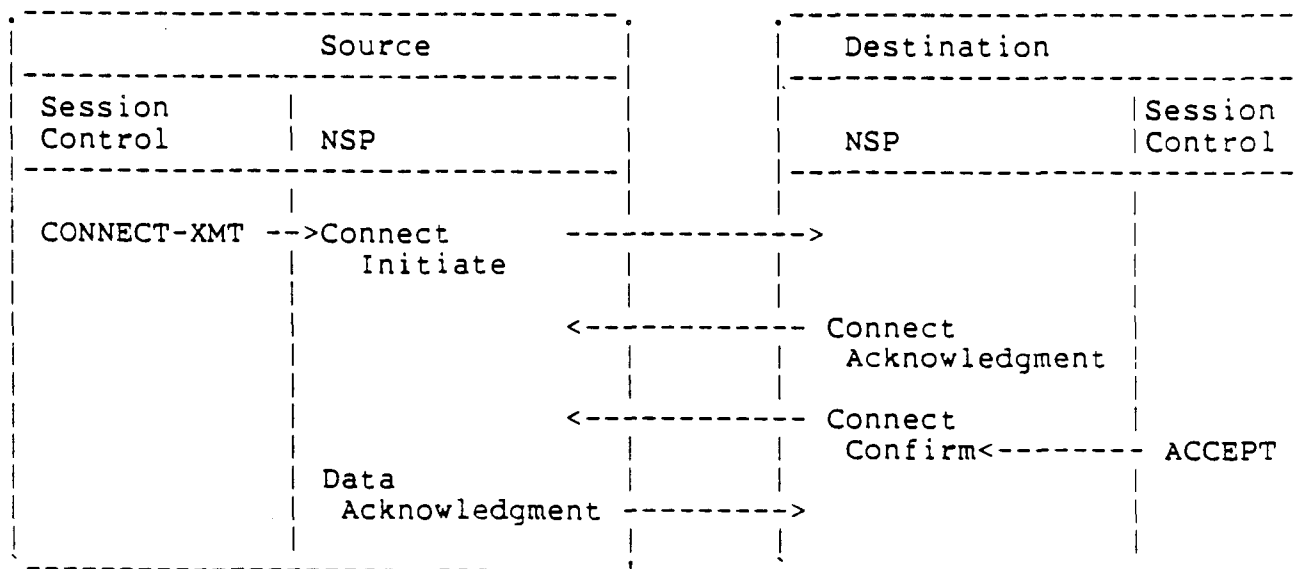 Source Destination
Session Session
Control NSP NSP Control
CONNECT-XMT -->Connect ------------->
Initiate
<------------ Connect
Acknowledgment
<------------ Connect
Confirm<-------- ACCEPT
Data
Acknowledgment --------->